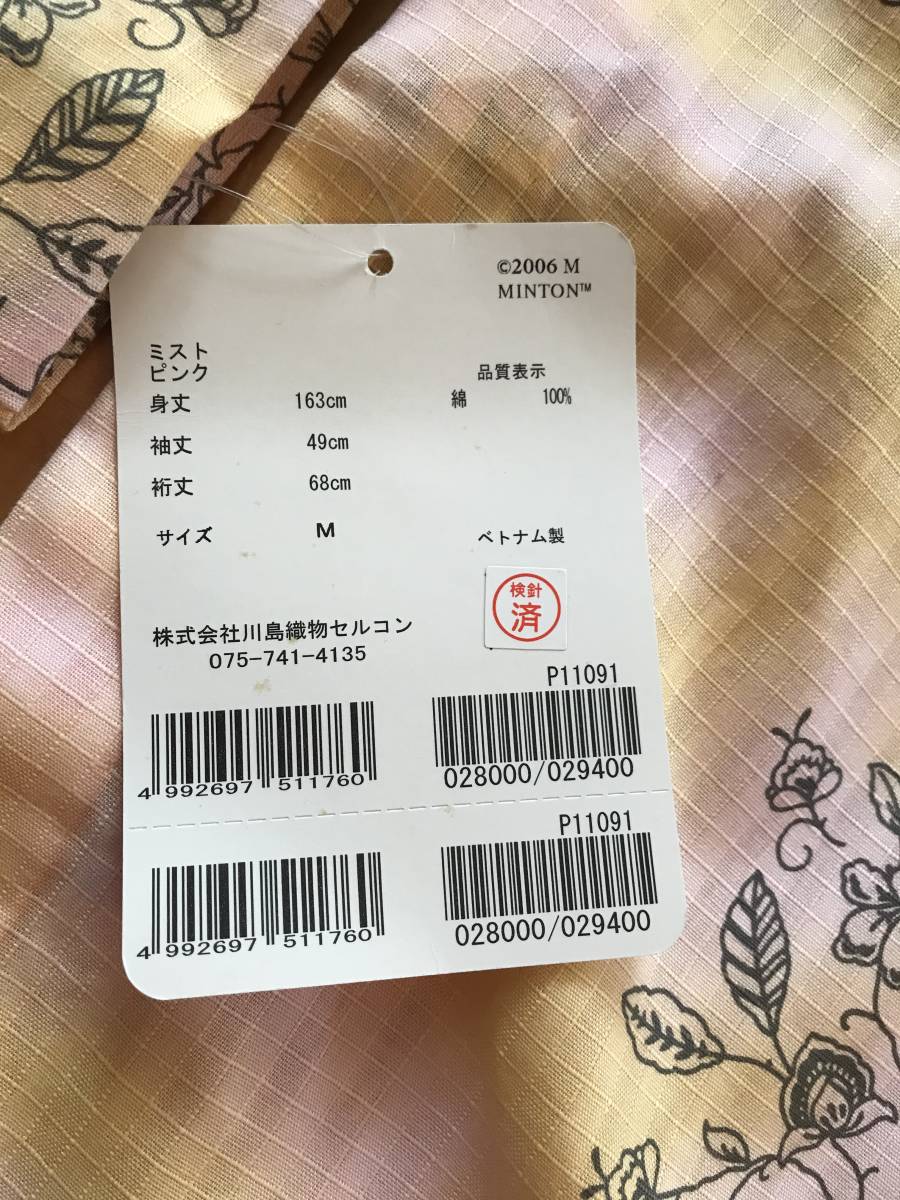 ©2006 M
MINTON™
ミスト
ピンク
品質表示
身丈 163cm
綿 100%
袖丈 49cm
裄丈 68cm
サイズ M
ベトナム製
検針
済
株式会社川島織物セルコン
075-741-4135
P11091
4 992697 511760
028000/029400
P11091
4 992697 511760
028000/029400